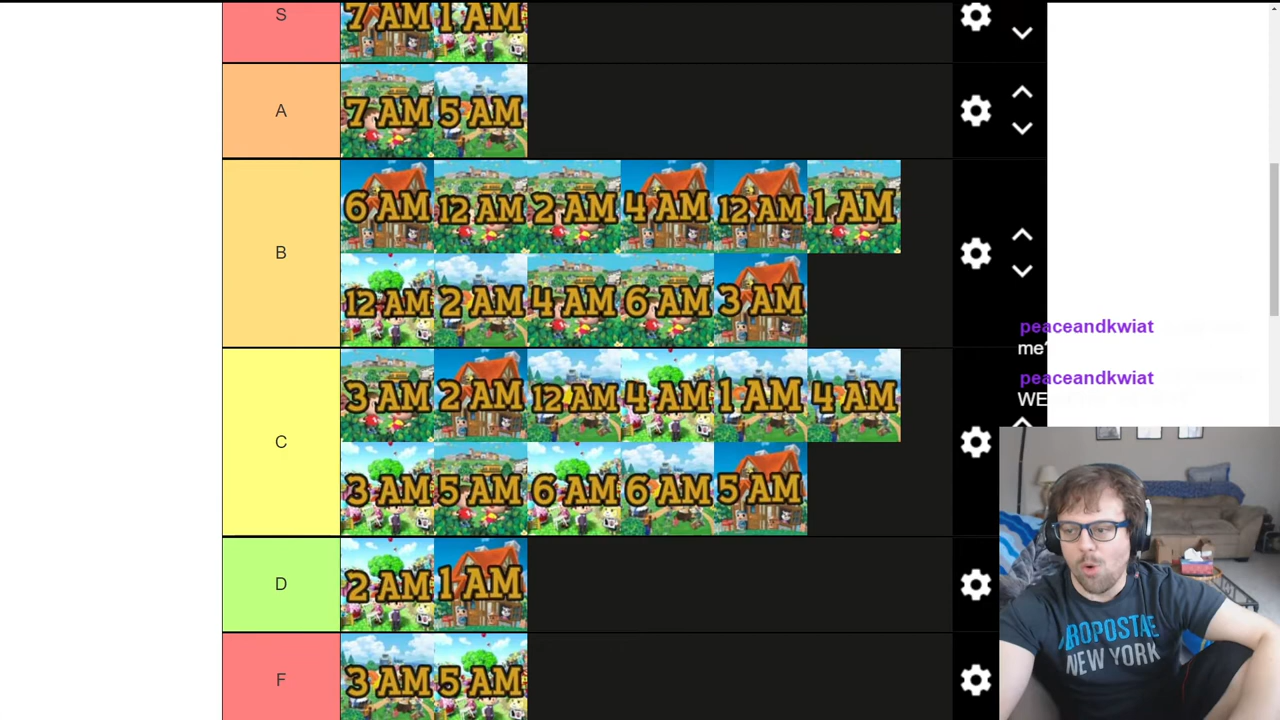 S
7 AM 1 AM
A
7 AM 5 AM
B
6 AM 12 AM 2 AM 4 AM 12 AM 1 AM
12 AM 2 AM 4 AM 6 AM 3 AM
C
3 AM 2 AM 12 AM 4 AM 1 AM 4 AM
3 AM 5 AM 6 AM 6 AM 5 AM
D
2 AM 1 AM
F
3 AM 5 AM
peaceandkwiat
me?
peaceandkwiat
WE
NEW YORK